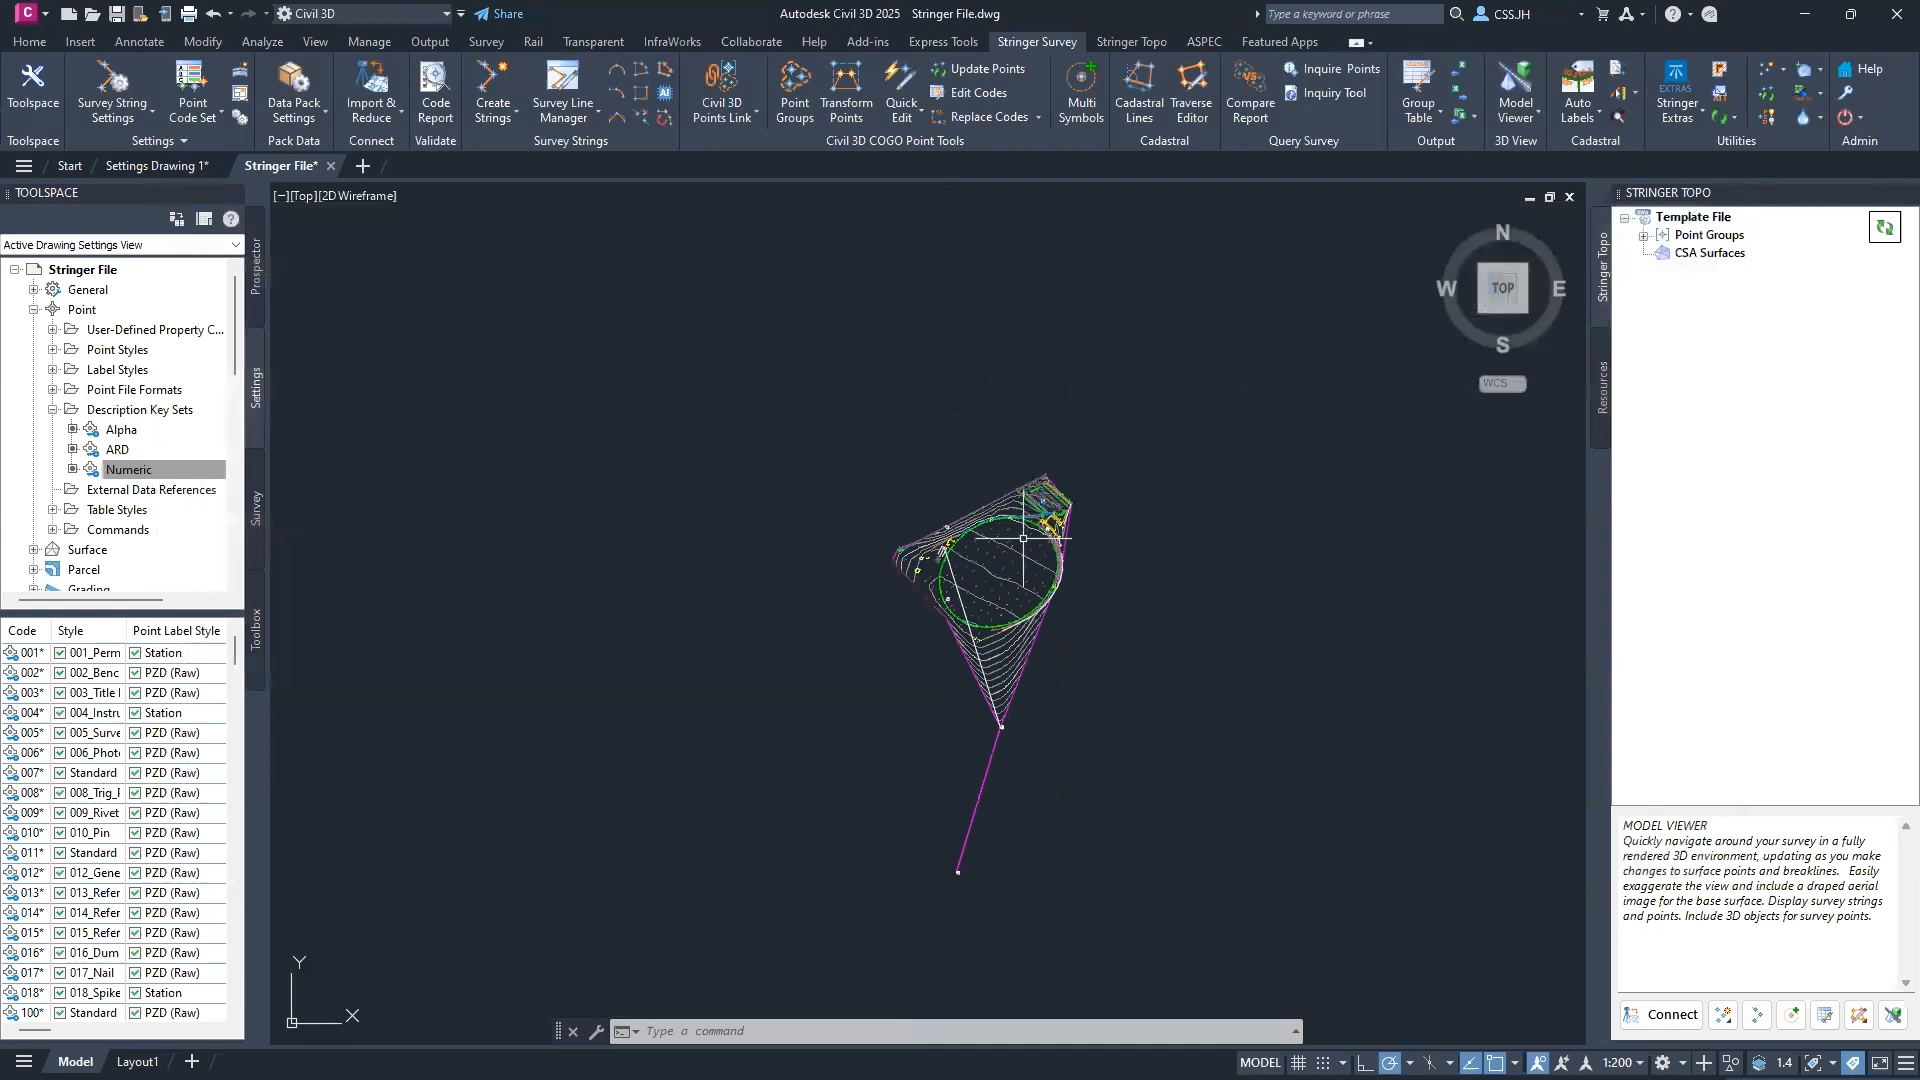 Civil 3D
Share
Autodesk Civil 3D 2025 Stringer File.dwg
Type a keyword or phrase
CSSJH
Home Insert Annotate Modify Analyze View Manage Output Survey Rail Transparent InfraWorks Collaborate Help Add-ins Express Tools Stringer Survey Stringer Topo ASPEC Featured Apps
Toolspace
Survey String Settings
Point Code Set
Data Pack Settings
Import & Reduce
Code Report
Create Strings
Survey Line Manager
Civil 3D Points Link
Point Groups
Transform Points
Quick Edit
Update Points
Edit Codes
Replace Codes
Multi Symbols
Cadastral Lines
Traverse Editor
Compare Report
Inquire Points
Inquiry Tool
Group Table
Model Viewer
Auto Labels
EXTRAS
Stringer Extras
Help
Toolspace Settings Pack Data Connect Validate Survey Strings Civil 3D COGO Point Tools Cadastral Query Survey Output 3D View Cadastral Utilities Admin
Start Settings Drawing 1* Stringer File*
TOOLSPACE
Active Drawing Settings View
Stringer File
General
Point
User-Defined Property C...
Point Styles
Label Styles
Point File Formats
Description Key Sets
Alpha
ARD
Numeric
External Data References
Table Styles
Commands
Surface
Parcel
Grading
Prospector
Settings
Survey
Toolbox
Code Style Point Label Style
001* 001_Perm Station
002* 002_Benc PZD (Raw)
003* 003_Title PZD (Raw)
004* 004_Instru Station
005* 005_Surve PZD (Raw)
006* 006_Phot PZD (Raw)
007* Standard PZD (Raw)
008* 008_Trig_ PZD (Raw)
009* 009_Rivet PZD (Raw)
010* 010_Pin PZD (Raw)
011* Standard PZD (Raw)
012* 012_Gene PZD (Raw)
013* 013_Refer PZD (Raw)
014* 014_Refer PZD (Raw)
015* 015_Refer PZD (Raw)
016* 016_Dum PZD (Raw)
017* 017_Nail PZD (Raw)
018* 018_Spike Station
100* Standard PZD (Raw)
[−][Top][2D Wireframe]
N
W TOP E
S
WCS
Y
X
Type a command
STRINGER TOPO
Stringer Topo
Resources
Template File
Point Groups
CSA Surfaces
MODEL VIEWER
Quickly navigate around your survey in a fully
rendered 3D environment, updating as you make
changes to surface points and breaklines. Easily
exaggerate the view and include a draped aerial
image for the base surface. Display survey strings
and points. Include 3D objects for survey points.
Connect
Model Layout1
MODEL 1:200 1.4